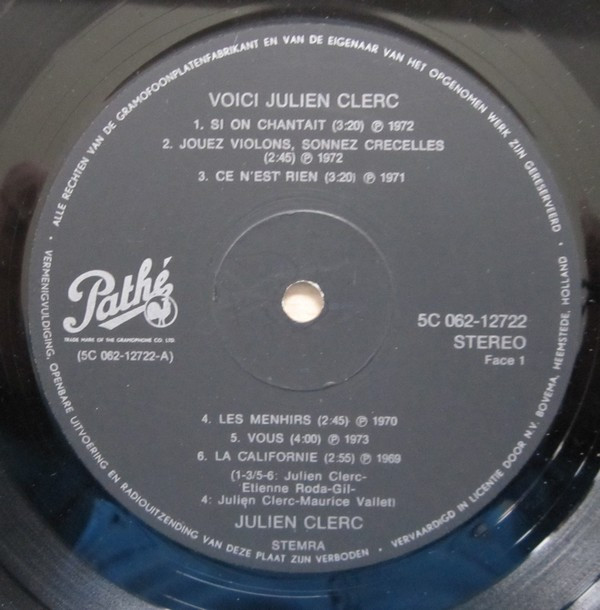 ALLE RECHTEN VAN DE GRAMOFOONPLATENFABRIKANT EN VAN DE EIGENAAR VAN HET OPGENOMEN WERK ZIJN GERESERVEERD •
VOICI JULIEN CLERC
1. SI ON CHANTAIT (3:20) Ⓟ 1972
2. JOUEZ VIOLONS, SONNEZ CRECELLES
(2:45) Ⓟ 1972
3. CE N'EST RIEN (3:20) Ⓟ 1971
Pathé
TRADE MARK OF THE GRAMOPHONE CO LTD
(5C 062-12722-A)
5C 062-12722
STEREO
Face 1
4. LES MENHIRS (2:45) Ⓟ 1970
5. VOUS (4:00) Ⓟ 1973
6. LA CALIFORNIE (2:55) Ⓟ 1969
(1-3/5-6: Julien Clerc-
Etienne Roda-Gil-
4: Julien Clerc-Maurice Vallet)
JULIEN CLERC
STEMRA
• VERMENIGVULDIGING, OPENBARE UITVOERING EN RADIOUITZENDING VAN DEZE PLAAT ZIJN VERBODEN •
VERVAARDIGD IN LICENTIE DOOR N.V. BOVEMA, HEEMSTEDE, HOLLAND •